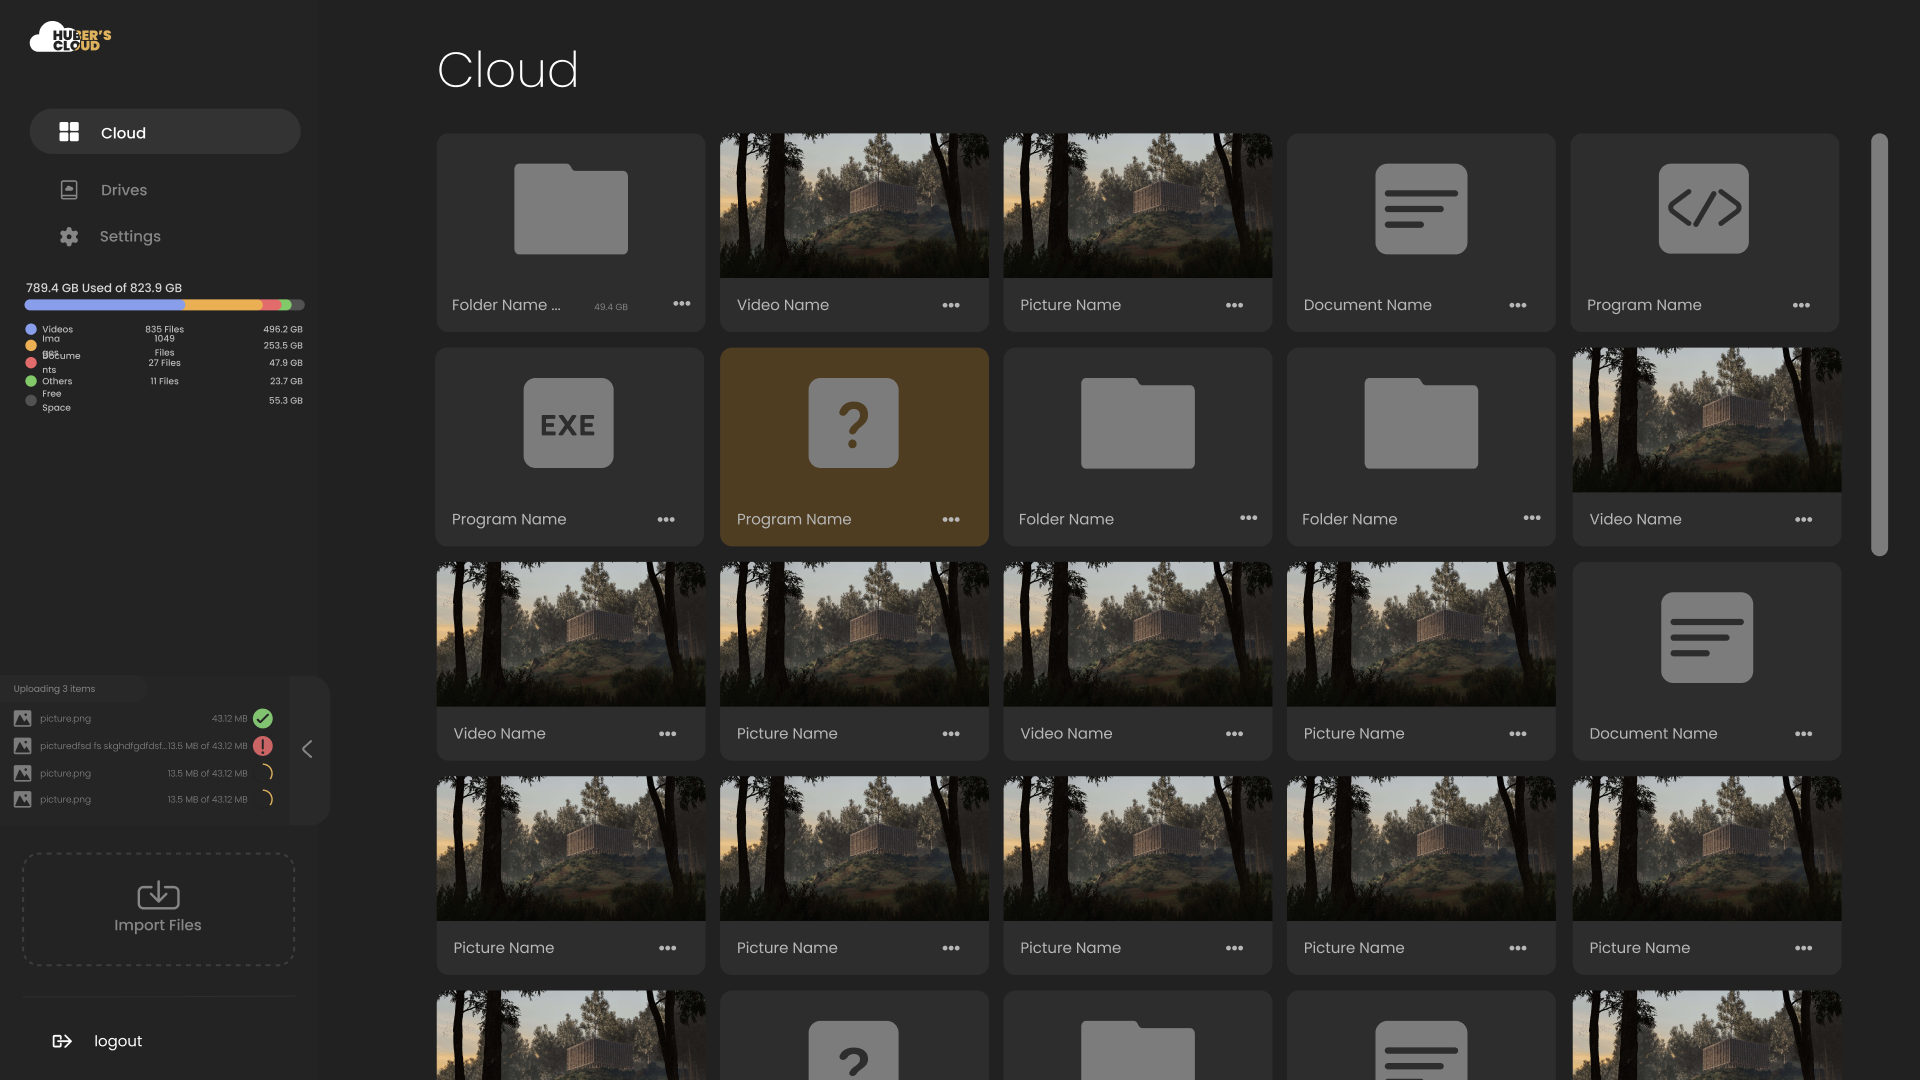 HUBER'S
CLOUD
Cloud
Drives
Settings
789.4 GB Used of 823.9 GB
Videos 835 Files 496.2 GB
Ima
ges 1049
Files 253.5 GB
Docume
nts 27 Files 47.9 GB
Others 11 Files 23.7 GB
Free
Space 55.3 GB
Uploading 3 items
picture.png 43.12 MB
picturedfsd fs skghdfgdfdsf... 13.5 MB of 43.12 MB
picture.png 13.5 MB of 43.12 MB
picture.png 13.5 MB of 43.12 MB
Import Files
logout
Cloud
Folder Name ... 49.4 GB
Video Name
Picture Name
Document Name
</>
Program Name
EXE
Program Name
?
Program Name
Folder Name
Folder Name
Video Name
Video Name
Picture Name
Video Name
Picture Name
Document Name
Picture Name
Picture Name
Picture Name
Picture Name
Picture Name
?